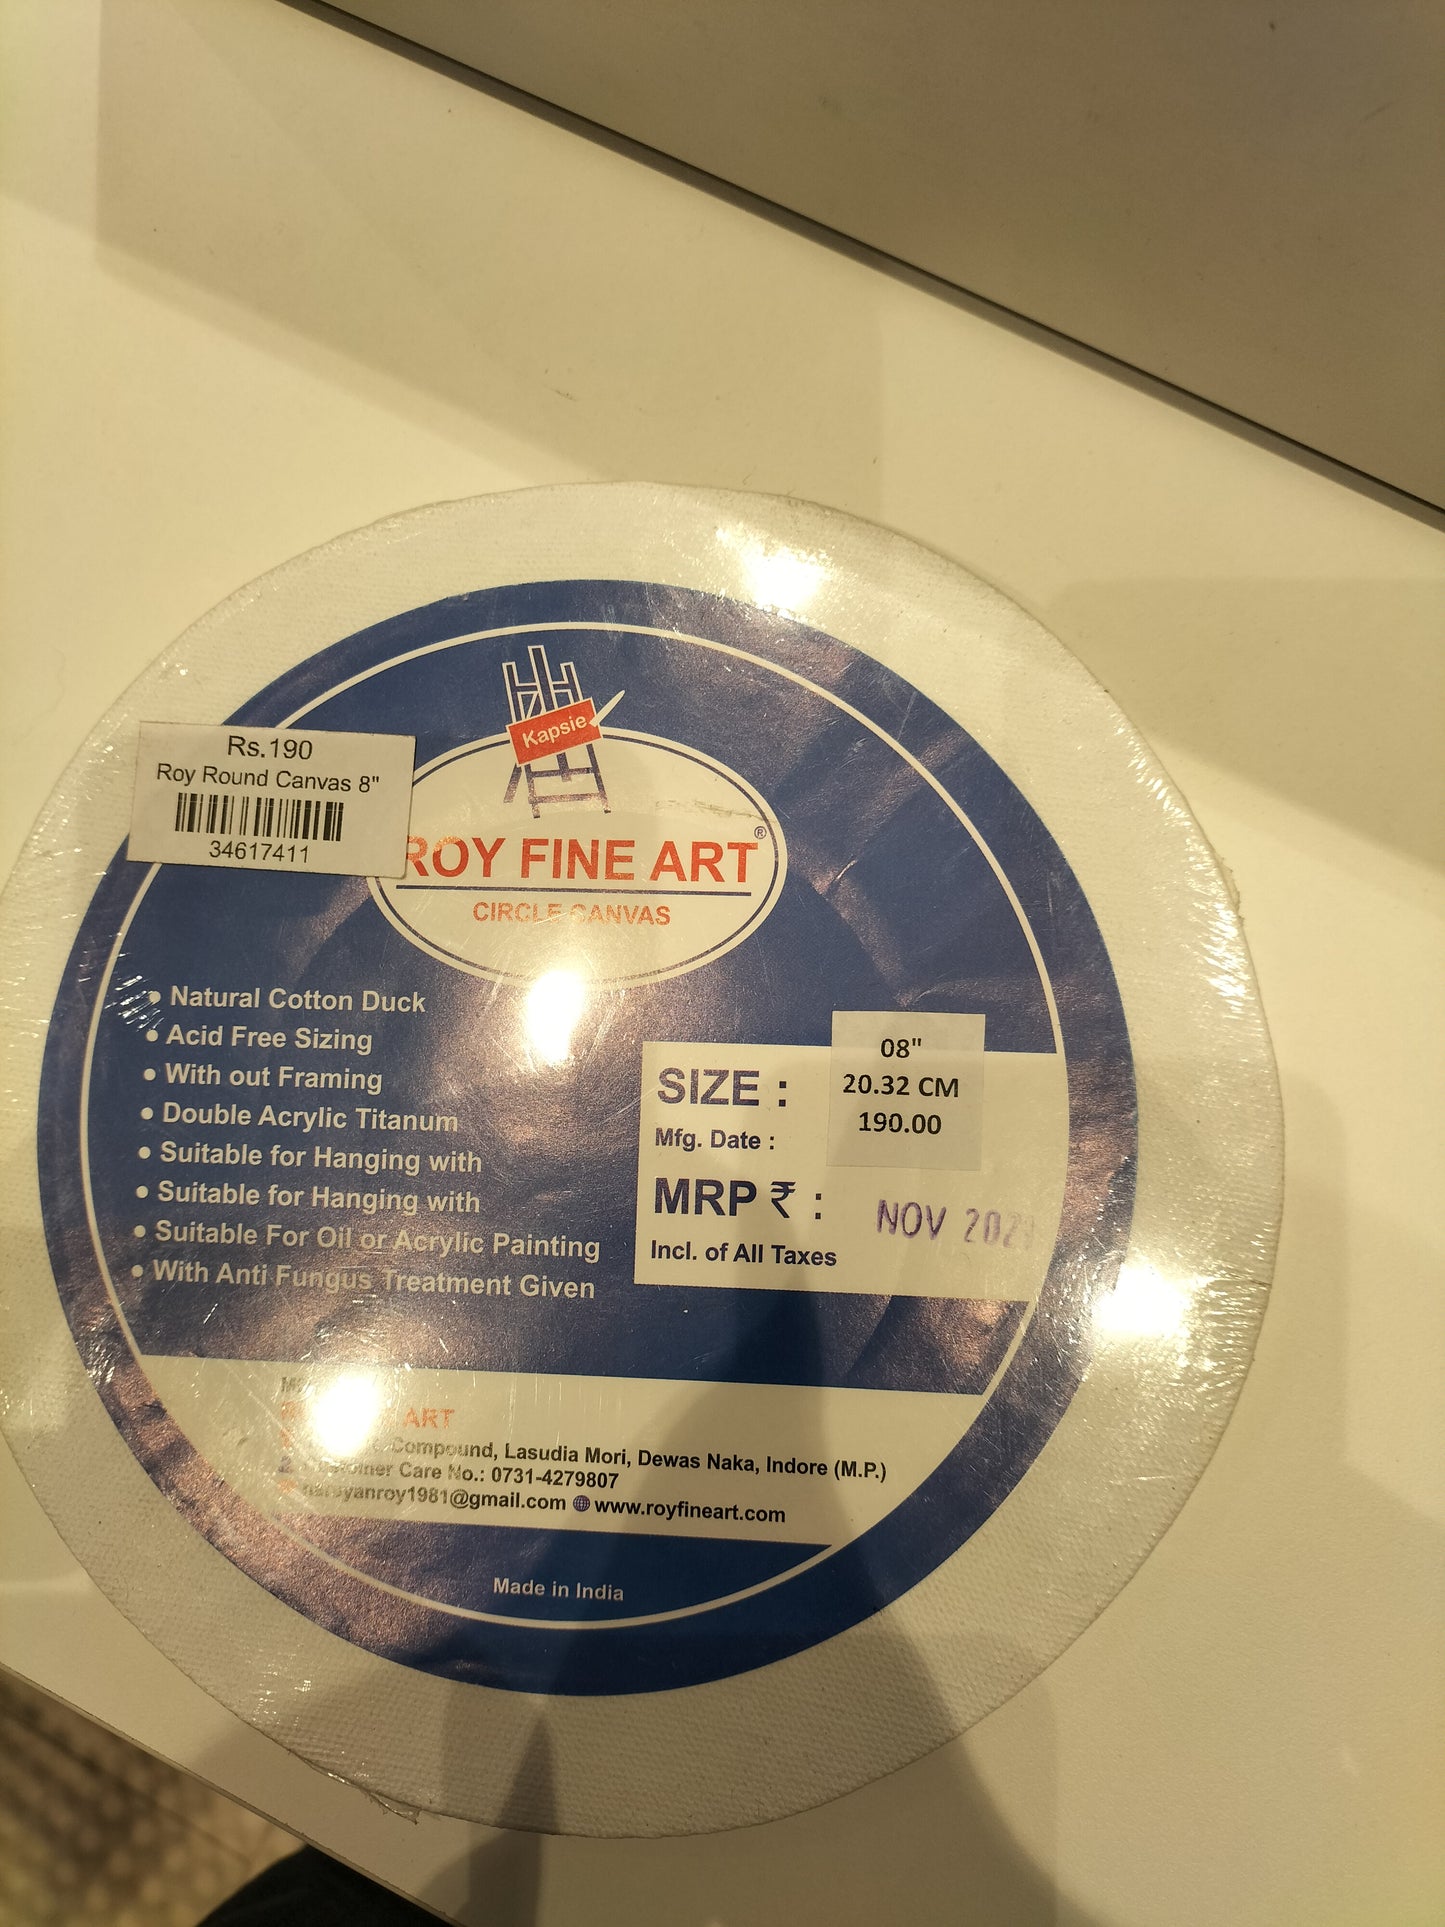 Rs.190
Roy Round Canvas 8"
34617411
Kapsie
ROY FINE ART®
CIRCLE CANVAS
• Natural Cotton Duck
• Acid Free Sizing
• With out Framing
• Double Acrylic Titanum
• Suitable for Hanging with
• Suitable for Hanging with
• Suitable For Oil or Acrylic Painting
• With Anti Fungus Treatment Given
SIZE :
08"
20.32 CM
190.00
Mfg. Date :
MRP ₹ :
NOV
Incl. of All Taxes
ART
Compound, Lasudia Mori, Dewas Naka, Indore (M.P.)
Customer Care No.: 0731-4279807
narayanroy1981@gmail.com www.royfineart.com
Made in India